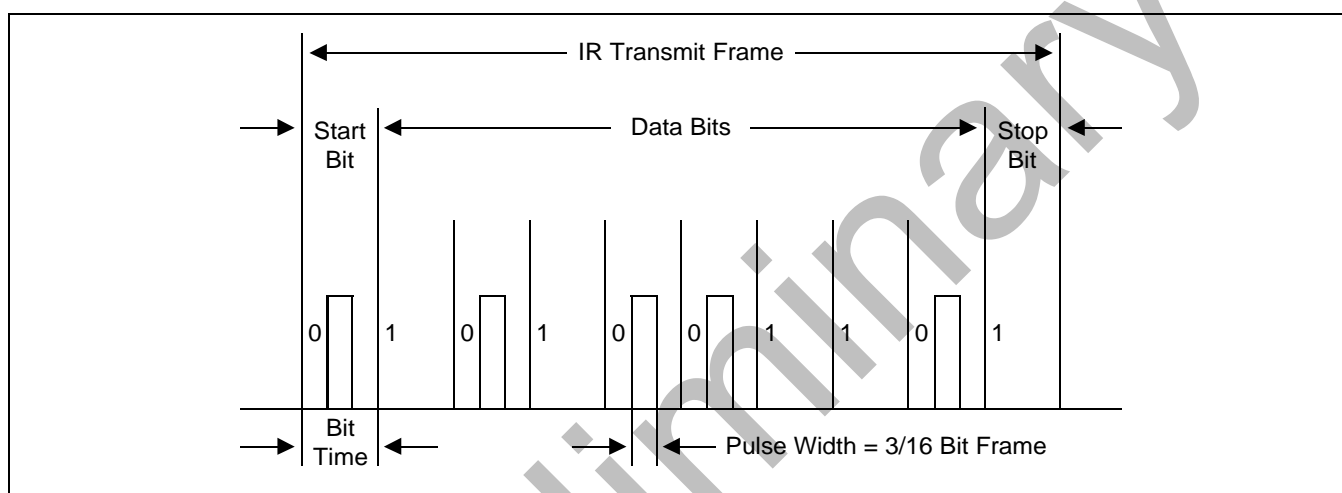 IR Transmit Frame
Start
Bit
Data Bits
Stop
Bit
0 1 0 1 0 0 1 1 0 1
Bit
Time
Pulse Width = 3/16 Bit Frame